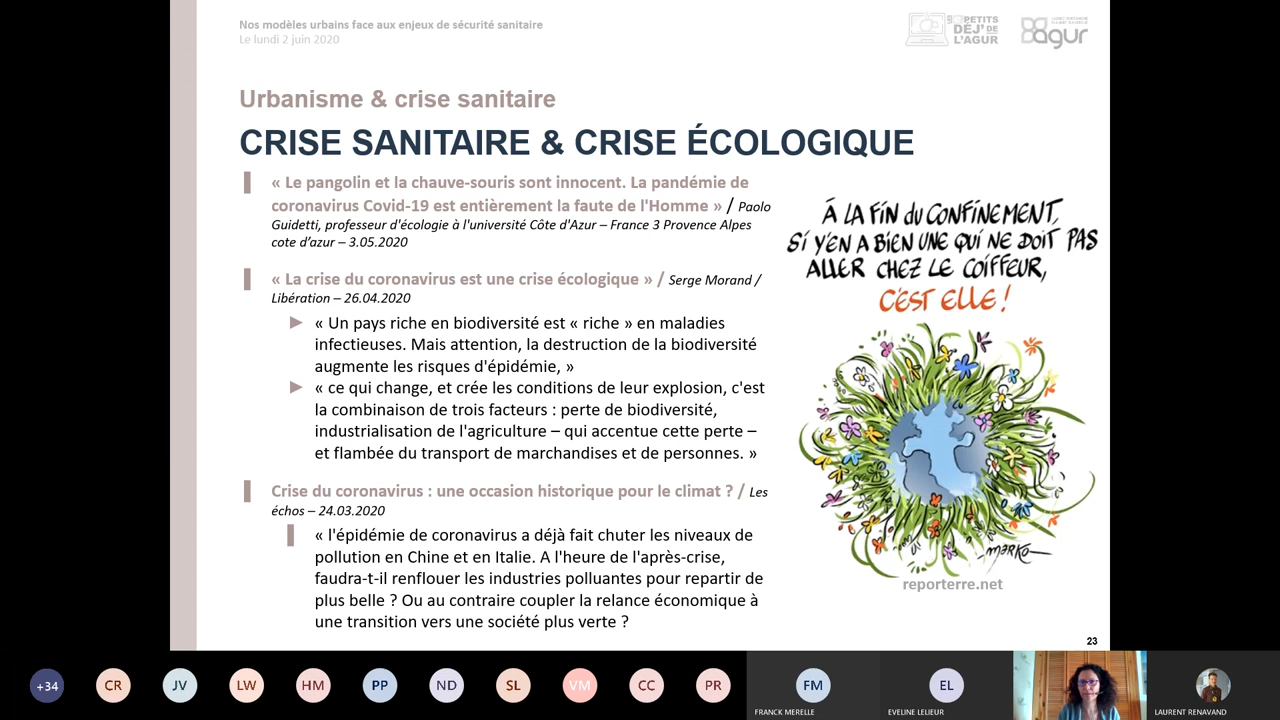 Nos modèles urbains face aux enjeux de sécurité sanitaire
Le lundi 2 juin 2020
PETITS
DÉJ' DE
L'AGUR
agur
Urbanisme & crise sanitaire
CRISE SANITAIRE & CRISE ÉCOLOGIQUE
« Le pangolin et la chauve-souris sont innocent. La pandémie de
coronavirus Covid-19 est entièrement la faute de l'Homme » / Paolo
Guidetti, professeur d'écologie à l'université Côte d'Azur – France 3 Provence Alpes
cote d'azur – 3.05.2020
« La crise du coronavirus est une crise écologique » / Serge Morand /
Libération – 26.04.2020
« Un pays riche en biodiversité est « riche » en maladies
infectieuses. Mais attention, la destruction de la biodiversité
augmente les risques d'épidémie, »
« ce qui change, et crée les conditions de leur explosion, c'est
la combinaison de trois facteurs : perte de biodiversité,
industrialisation de l'agriculture – qui accentue cette perte –
et flambée du transport de marchandises et de personnes. »
Crise du coronavirus : une occasion historique pour le climat ? / Les
échos – 24.03.2020
« l'épidémie de coronavirus a déjà fait chuter les niveaux de
pollution en Chine et en Italie. A l'heure de l'après-crise,
faudra-t-il renflouer les industries polluantes pour repartir de
plus belle ? Ou au contraire coupler la relance économique à
une transition vers une société plus verte ?
À LA FIN du CONFINEMENT,
SI Y'EN A BIEN UNE QUI NE DOIT PAS
ALLER CHEZ LE COIFFEUR,
C'EST ELLE !
marko
reporterre.net
23
+34
CR
JV
LW
HM
PP
ND
SL
VM
CC
PR
FM
EL
FRANCK MERELLE
EVELINE LELIEUR
LAURENT RENAVAND